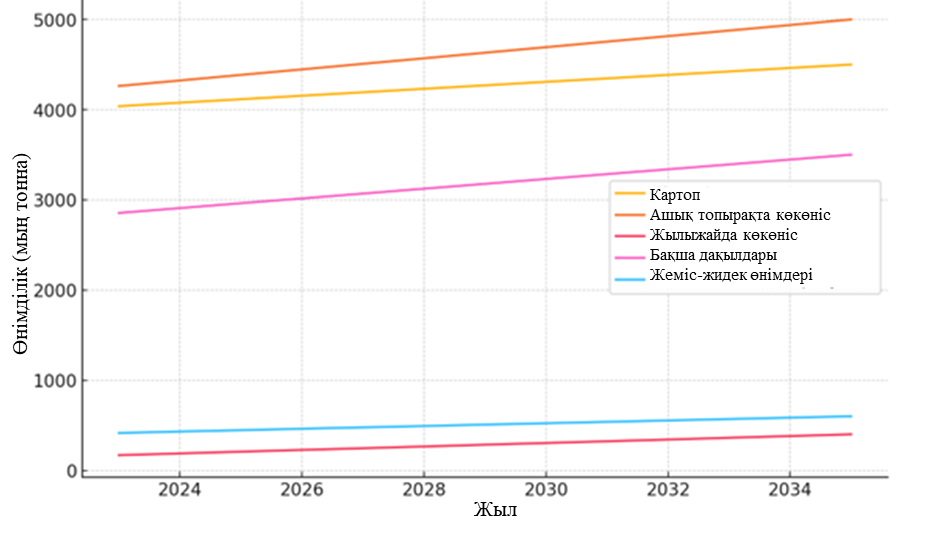 5000
4000
3000
2000
1000
0
Өнімділік (мың тонна)
Картоп
Ашық топырақта көкөніс
Жылыжайда көкөніс
Бақша дақылдары
Жеміс-жидек өнімдері
2024 2026 2028 2030 2032 2034
Жыл